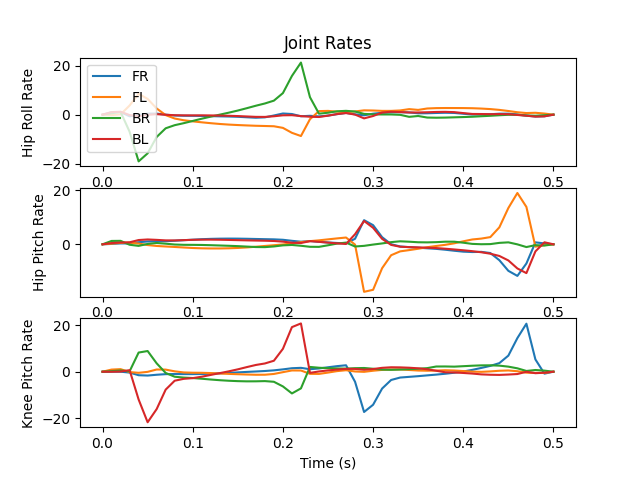 Joint Rates
Hip Roll Rate
20
0
−20
FR
FL
BR
BL
0.0 0.1 0.2 0.3 0.4 0.5
Hip Pitch Rate
20
0
0.0 0.1 0.2 0.3 0.4 0.5
Knee Pitch Rate
20
0
−20
0.0 0.1 0.2 0.3 0.4 0.5
Time (s)